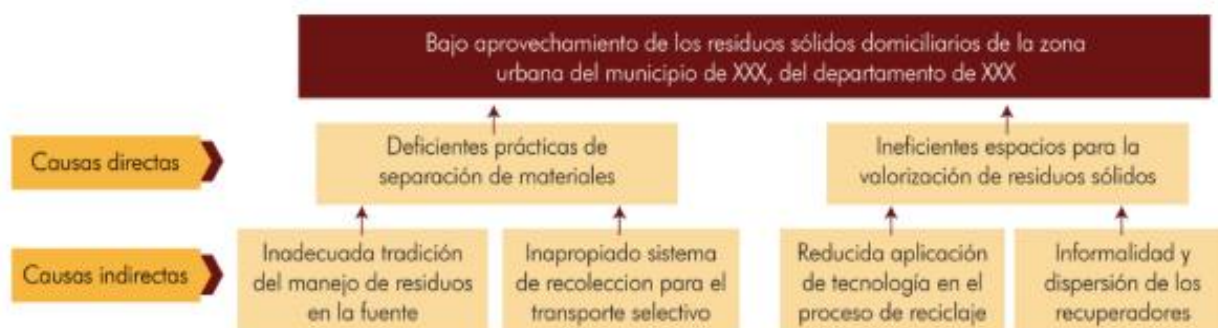 Bajo aprovechamiento de los residuos sólidos domiciliarios de la zona
urbana del municipio de XXX, del departamento de XXX
Causas directas
Deficientes prácticas de
separación de materiales
Ineficientes espacios para la
valorización de residuos sólidos
Causas indirectas
Inadecuada tradición
del manejo de residuos
en la fuente
Inapropiado sistema
de recoleccion para el
transporte selectivo
Reducida aplicación
de tecnología en el
proceso de reciclaje
Informalidad y
dispersión de los
recuperadores